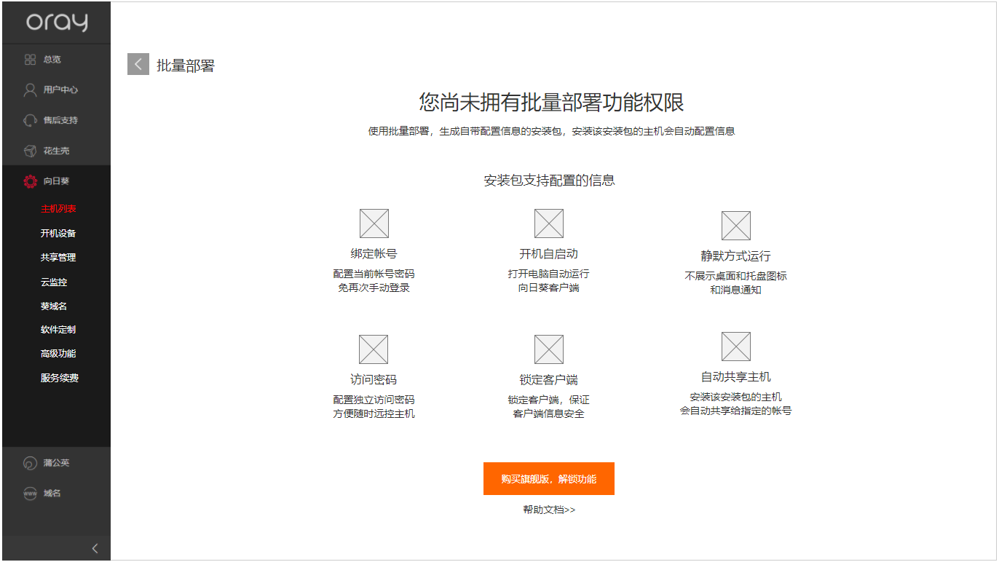 oray
总览
用户中心
售后支持
花生壳
向日葵
主机列表
开机设备
共享管理
云监控
葵域名
软件定制
高级功能
服务续费
蒲公英
www 域名
批量部署
您尚未拥有批量部署功能权限
使用批量部署，生成自带配置信息的安装包，安装该安装包的主机会自动配置信息
安装包支持配置的信息
绑定帐号
配置当前帐号密码
免再次手动登录
开机自启动
打开电脑自动运行
向日葵客户端
静默方式运行
不展示桌面和托盘图标
和消息通知
访问密码
配置独立访问密码
方便随时远控主机
锁定客户端
锁定客户端，保证
客户端信息安全
自动共享主机
安装该安装包的主机
会自动共享给指定的帐号
购买旗舰版，解锁功能
帮助文档>>